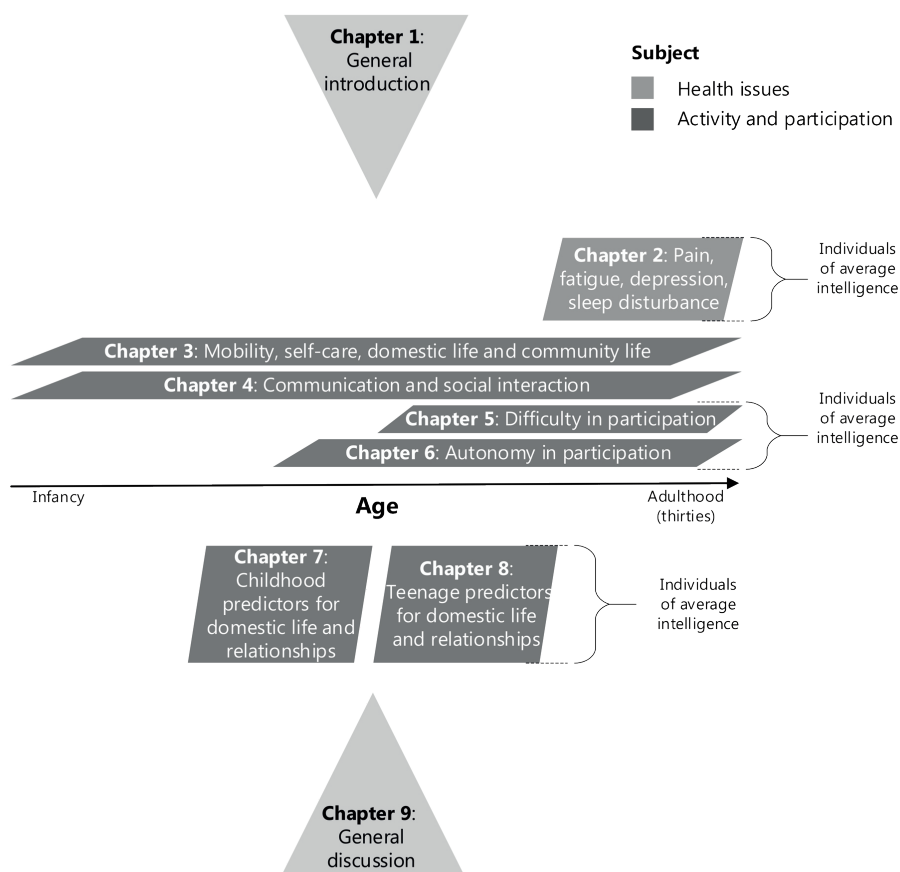 Chapter 1:
General
introduction
Subject
Health issues
Activity and participation
Chapter 2: Pain,
fatigue, depression,
sleep disturbance
Individuals
of average
intelligence
Chapter 3: Mobility, self-care, domestic life and community life
Chapter 4: Communication and social interaction
Chapter 5: Difficulty in participation
Chapter 6: Autonomy in participation
Individuals
of average
intelligence
Infancy
Age
Adulthood
(thirties)
Chapter 7:
Childhood
predictors for
domestic life and
relationships
Chapter 8:
Teenage predictors
for domestic life
and relationships
Individuals
of average
intelligence
Chapter 9:
General
discussion